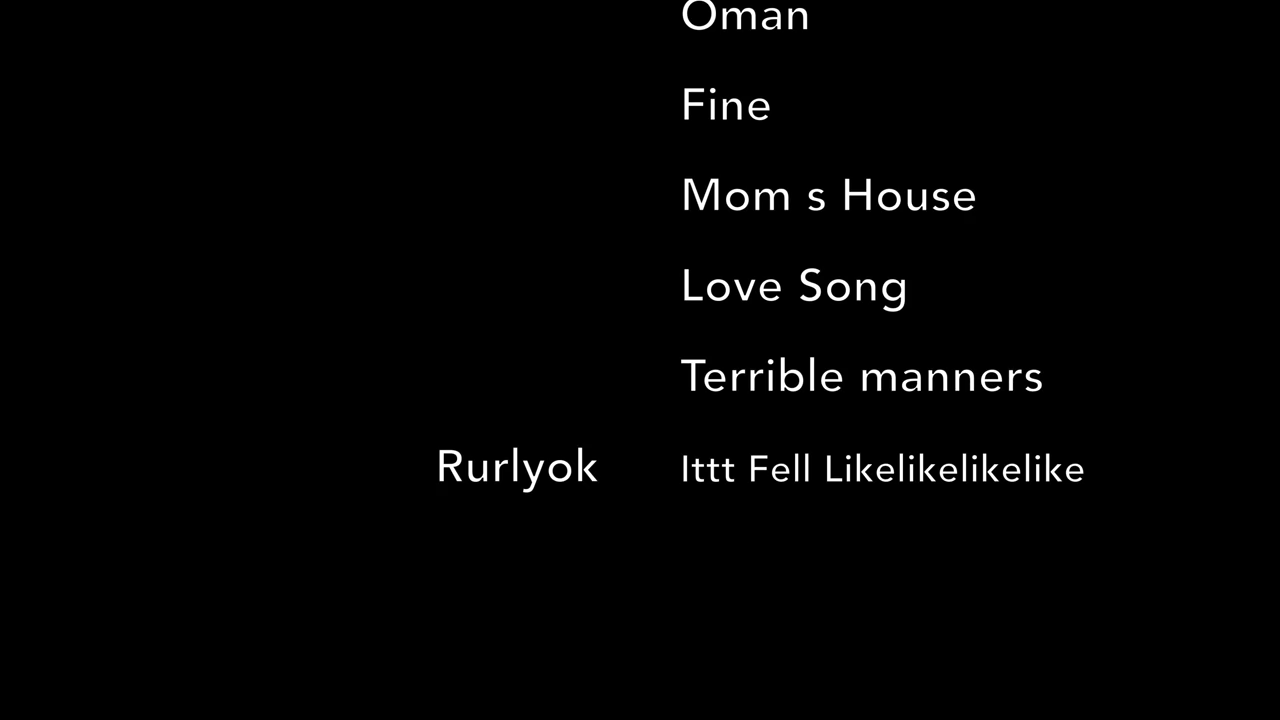 Oman
Fine
Mom s House
Love Song
Terrible manners
Rurlyok Ittt Fell Likelikelikelike